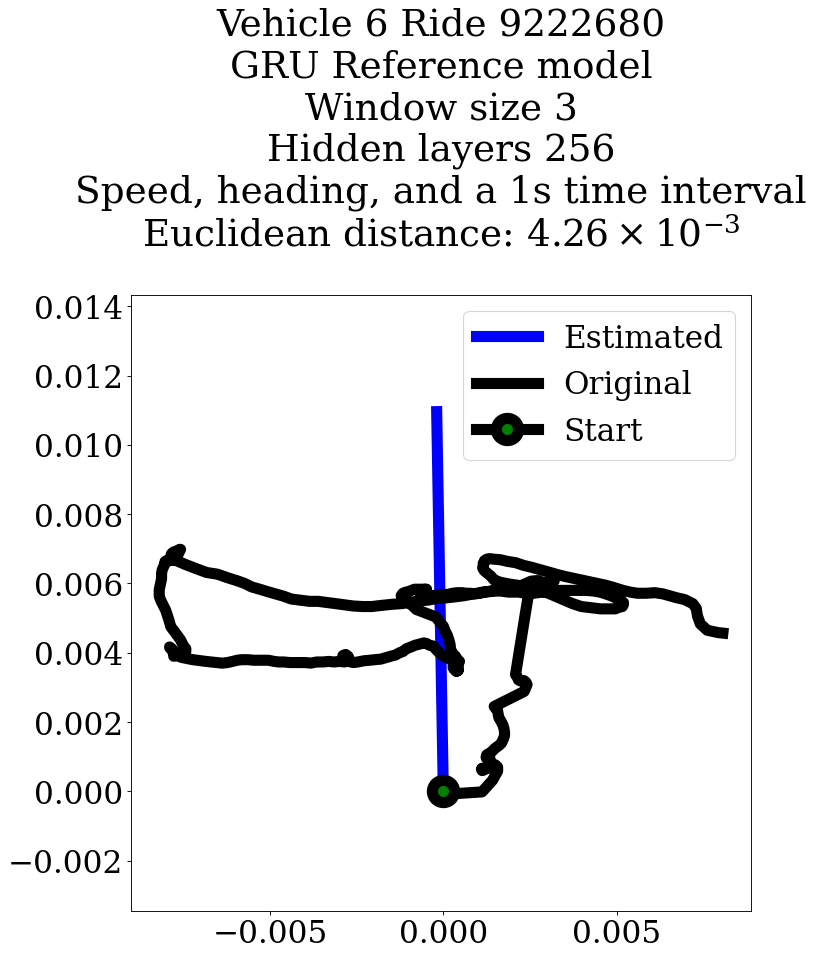 Vehicle 6 Ride 9222680
GRU Reference model
Window size 3
Hidden layers 256
Speed, heading, and a 1s time interval
Euclidean distance: 4.26 × 10⁻³
Estimated
Original
Start
0.014
0.012
0.010
0.008
0.006
0.004
0.002
0.000
−0.002
−0.005 0.000 0.005